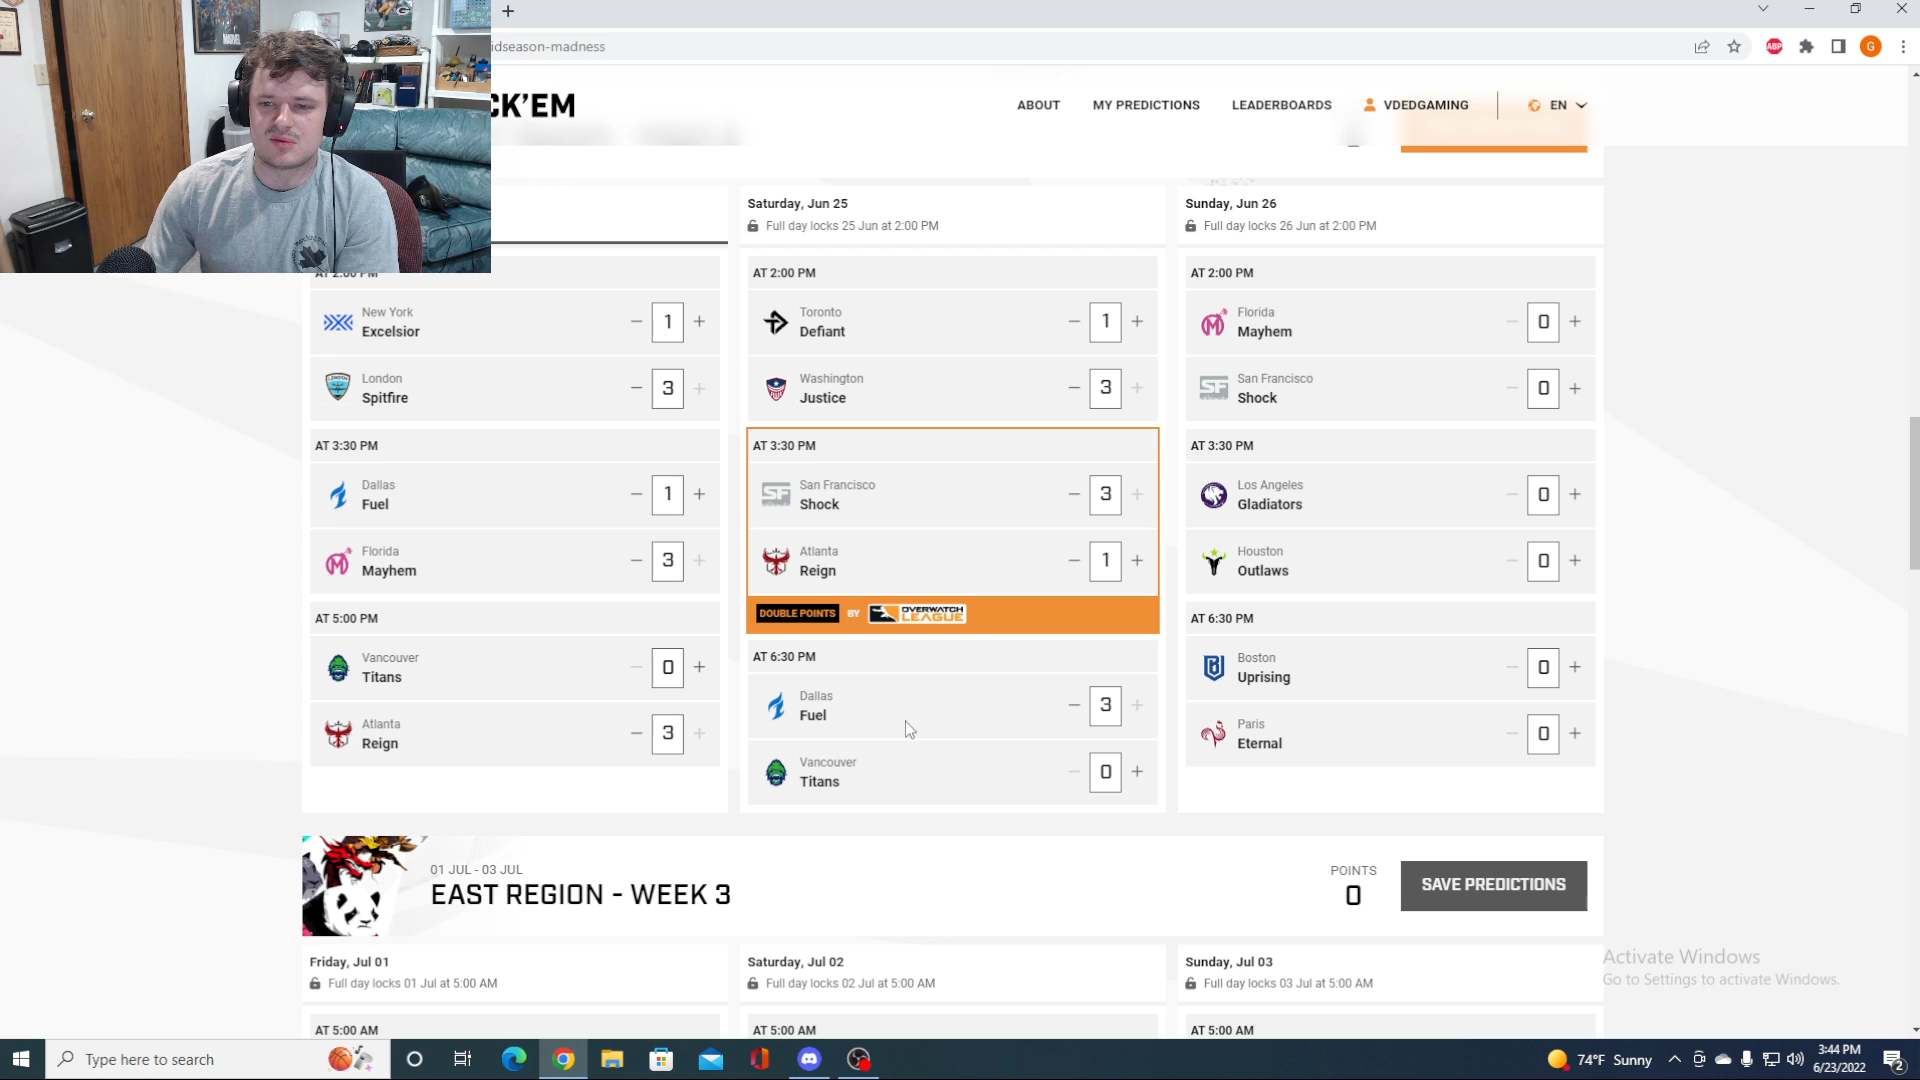 idseason-madness
ABP
G
CK'EM
ABOUT
MY PREDICTIONS
LEADERBOARDS
VDEDGAMING
EN
Saturday, Jun 25
Full day locks 25 Jun at 2:00 PM
Sunday, Jun 26
Full day locks 26 Jun at 2:00 PM
AT 2:00 PM
New York
Excelsior
1
London
Spitfire
3
AT 3:30 PM
Dallas
Fuel
1
Florida
Mayhem
3
AT 5:00 PM
Vancouver
Titans
0
Atlanta
Reign
3
AT 2:00 PM
Toronto
Defiant
1
Washington
Justice
3
AT 3:30 PM
San Francisco
Shock
3
Atlanta
Reign
1
DOUBLE POINTS BY OVERWATCH
LEAGUE
AT 6:30 PM
Dallas
Fuel
3
Vancouver
Titans
0
AT 2:00 PM
Florida
Mayhem
0
San Francisco
Shock
0
AT 3:30 PM
Los Angeles
Gladiators
0
Houston
Outlaws
0
AT 6:30 PM
Boston
Uprising
0
Paris
Eternal
0
01 JUL - 03 JUL
EAST REGION - WEEK 3
POINTS
0
SAVE PREDICTIONS
Friday, Jul 01
Full day locks 01 Jul at 5:00 AM
Saturday, Jul 02
Full day locks 02 Jul at 5:00 AM
Sunday, Jul 03
Full day locks 03 Jul at 5:00 AM
AT 5:00 AM
AT 5:00 AM
AT 5:00 AM
Activate Windows
Go to Settings to activate Windows.
Type here to search
74°F Sunny
3:44 PM
6/23/2022
2